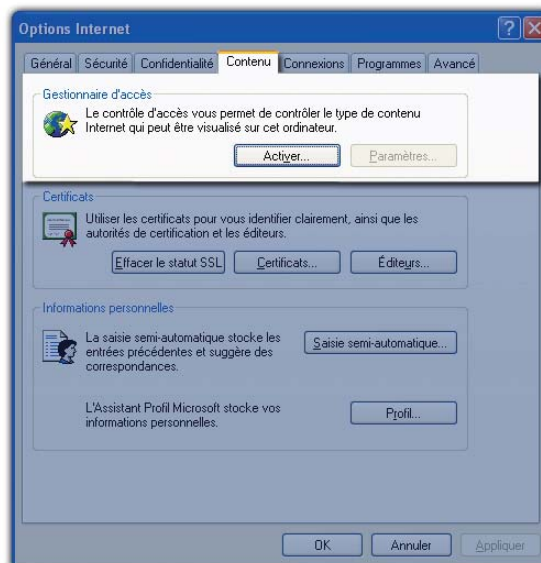 Options Internet
Général Sécurité Confidentialité Contenu Connexions Programmes Avancé
Gestionnaire d'accès
Le contrôle d'accès vous permet de contrôler le type de contenu
Internet qui peut être visualisé sur cet ordinateur.
Activer... Paramètres...
Certificats
Utiliser les certificats pour vous identifier clairement, ainsi que les
autorités de certification et les éditeurs.
Effacer le statut SSL Certificats... Éditeurs...
Informations personnelles
La saisie semi-automatique stocke les
entrées précédentes et suggère des
correspondances.
Saisie semi-automatique...
L'Assistant Profil Microsoft stocke vos
informations personnelles.
Profil...
OK Annuler Appliquer